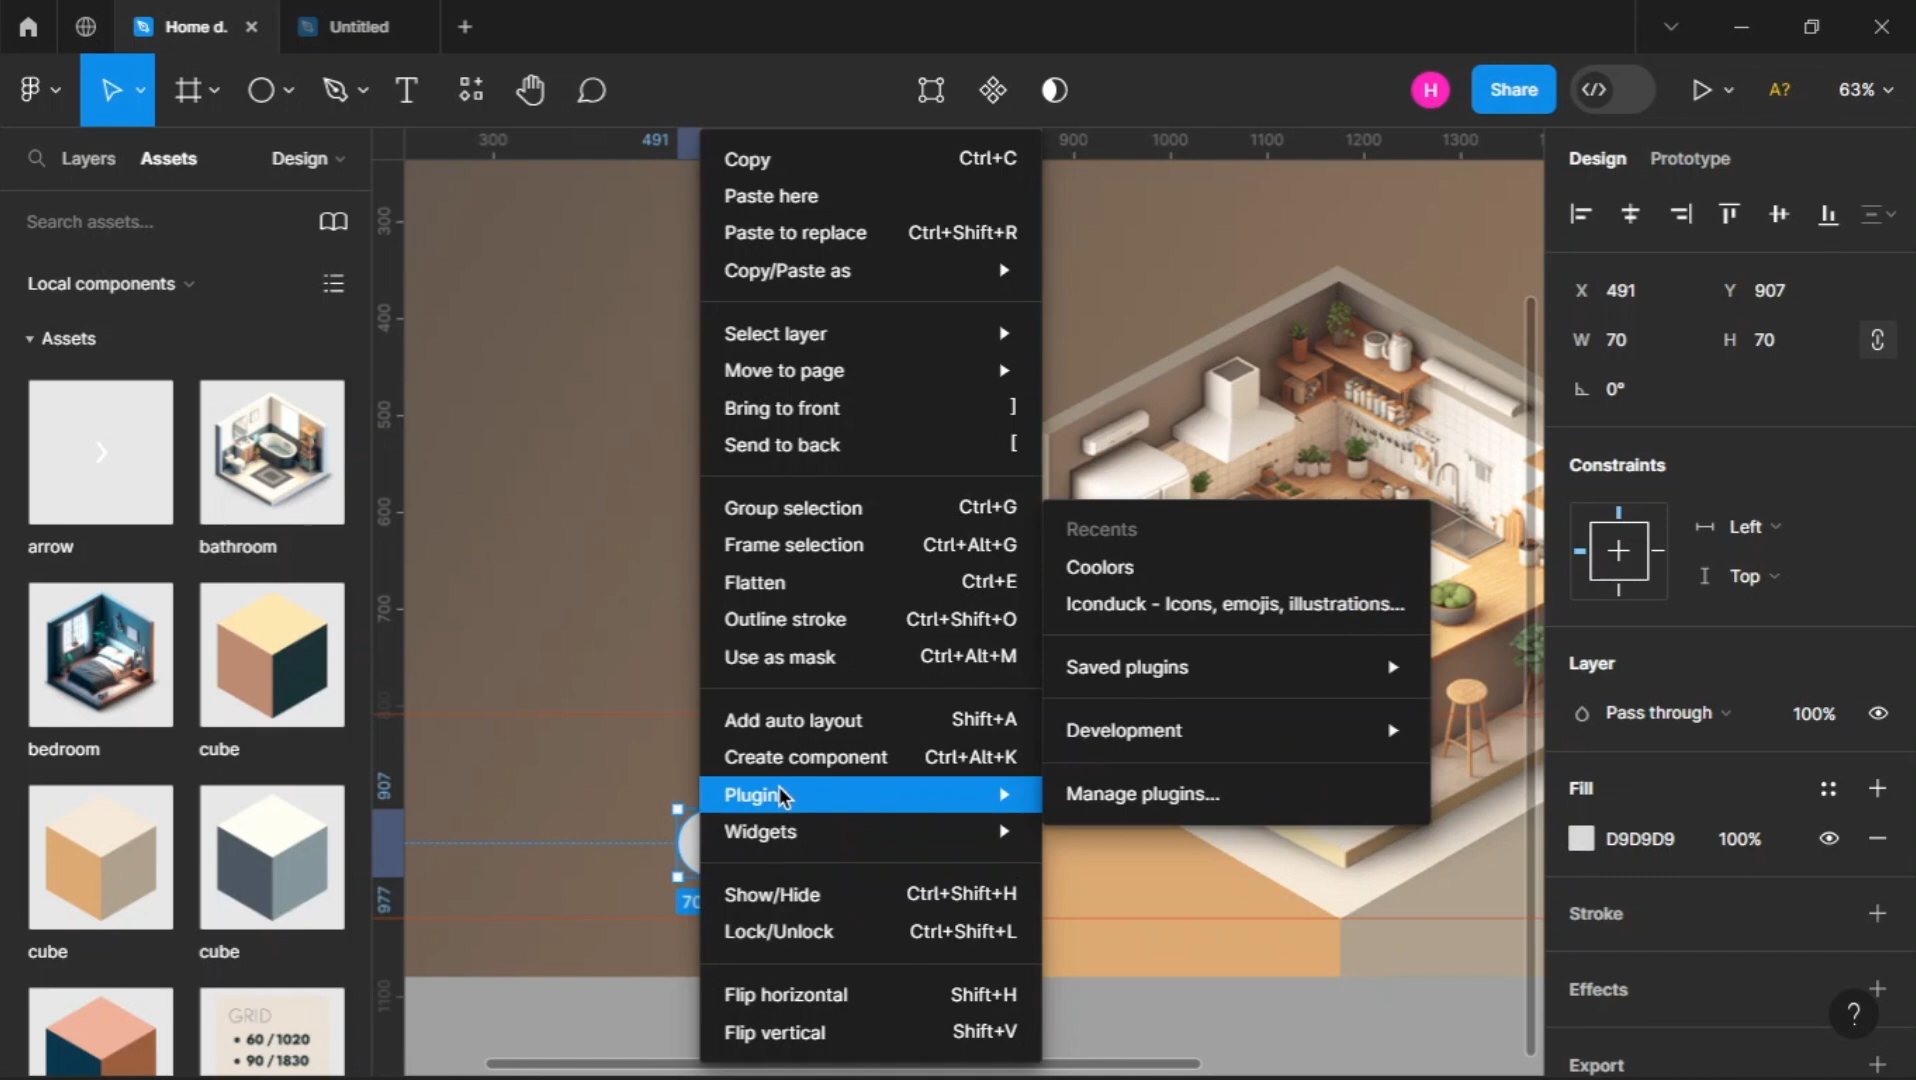 Home d.
Untitled
H
Share
A?
63%
Layers
Assets
Design
Search assets...
Local components
Assets
arrow
bathroom
bedroom
cube
cube
cube
GRID
• 60 / 1020
• 90 / 1830
300
491
900
1000
1100
1200
1300
300
400
500
600
700
800
907
977
1100
70
Copy Ctrl+C
Paste here
Paste to replace Ctrl+Shift+R
Copy/Paste as
Select layer
Move to page
Bring to front ]
Send to back [
Group selection Ctrl+G
Frame selection Ctrl+Alt+G
Flatten Ctrl+E
Outline stroke Ctrl+Shift+O
Use as mask Ctrl+Alt+M
Add auto layout Shift+A
Create component Ctrl+Alt+K
Plugin
Widgets
Show/Hide Ctrl+Shift+H
Lock/Unlock Ctrl+Shift+L
Flip horizontal Shift+H
Flip vertical Shift+V
Recents
Coolors
Iconduck - Icons, emojis, illustrations...
Saved plugins
Development
Manage plugins...
Design
Prototype
X 491 Y 907
W 70 H 70
0°
Constraints
Left
Top
Layer
Pass through 100%
Fill
D9D9D9 100%
Stroke
Effects
?
Export